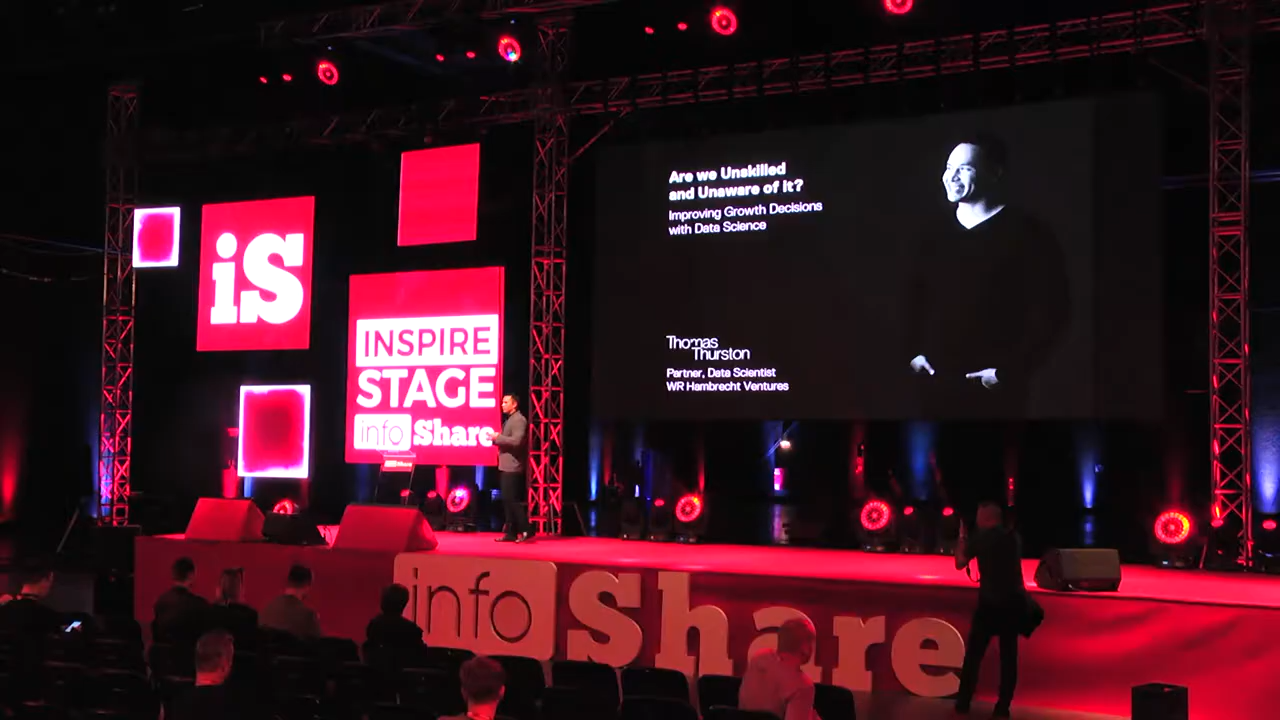 iS
INSPIRE
STAGE
info Share
Are we Unskilled
and Unaware of it?
Improving Growth Decisions
with Data Science
Thomas
Thurston
Partner, Data Scientist
WR Hambrecht Ventures
info Share